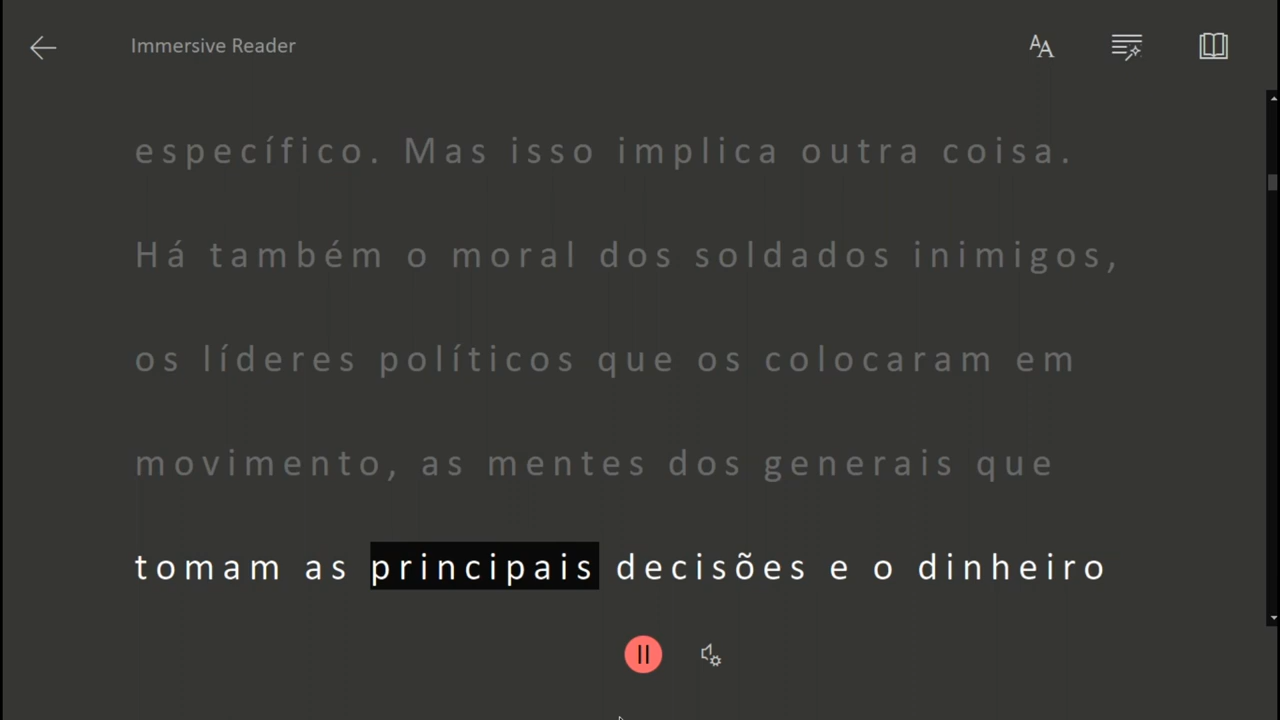 Immersive Reader
específico. Mas isso implica outra coisa.
Há também o moral dos soldados inimigos,
os líderes políticos que os colocaram em
movimento, as mentes dos generais que
tomam as principais decisões e o dinheiro